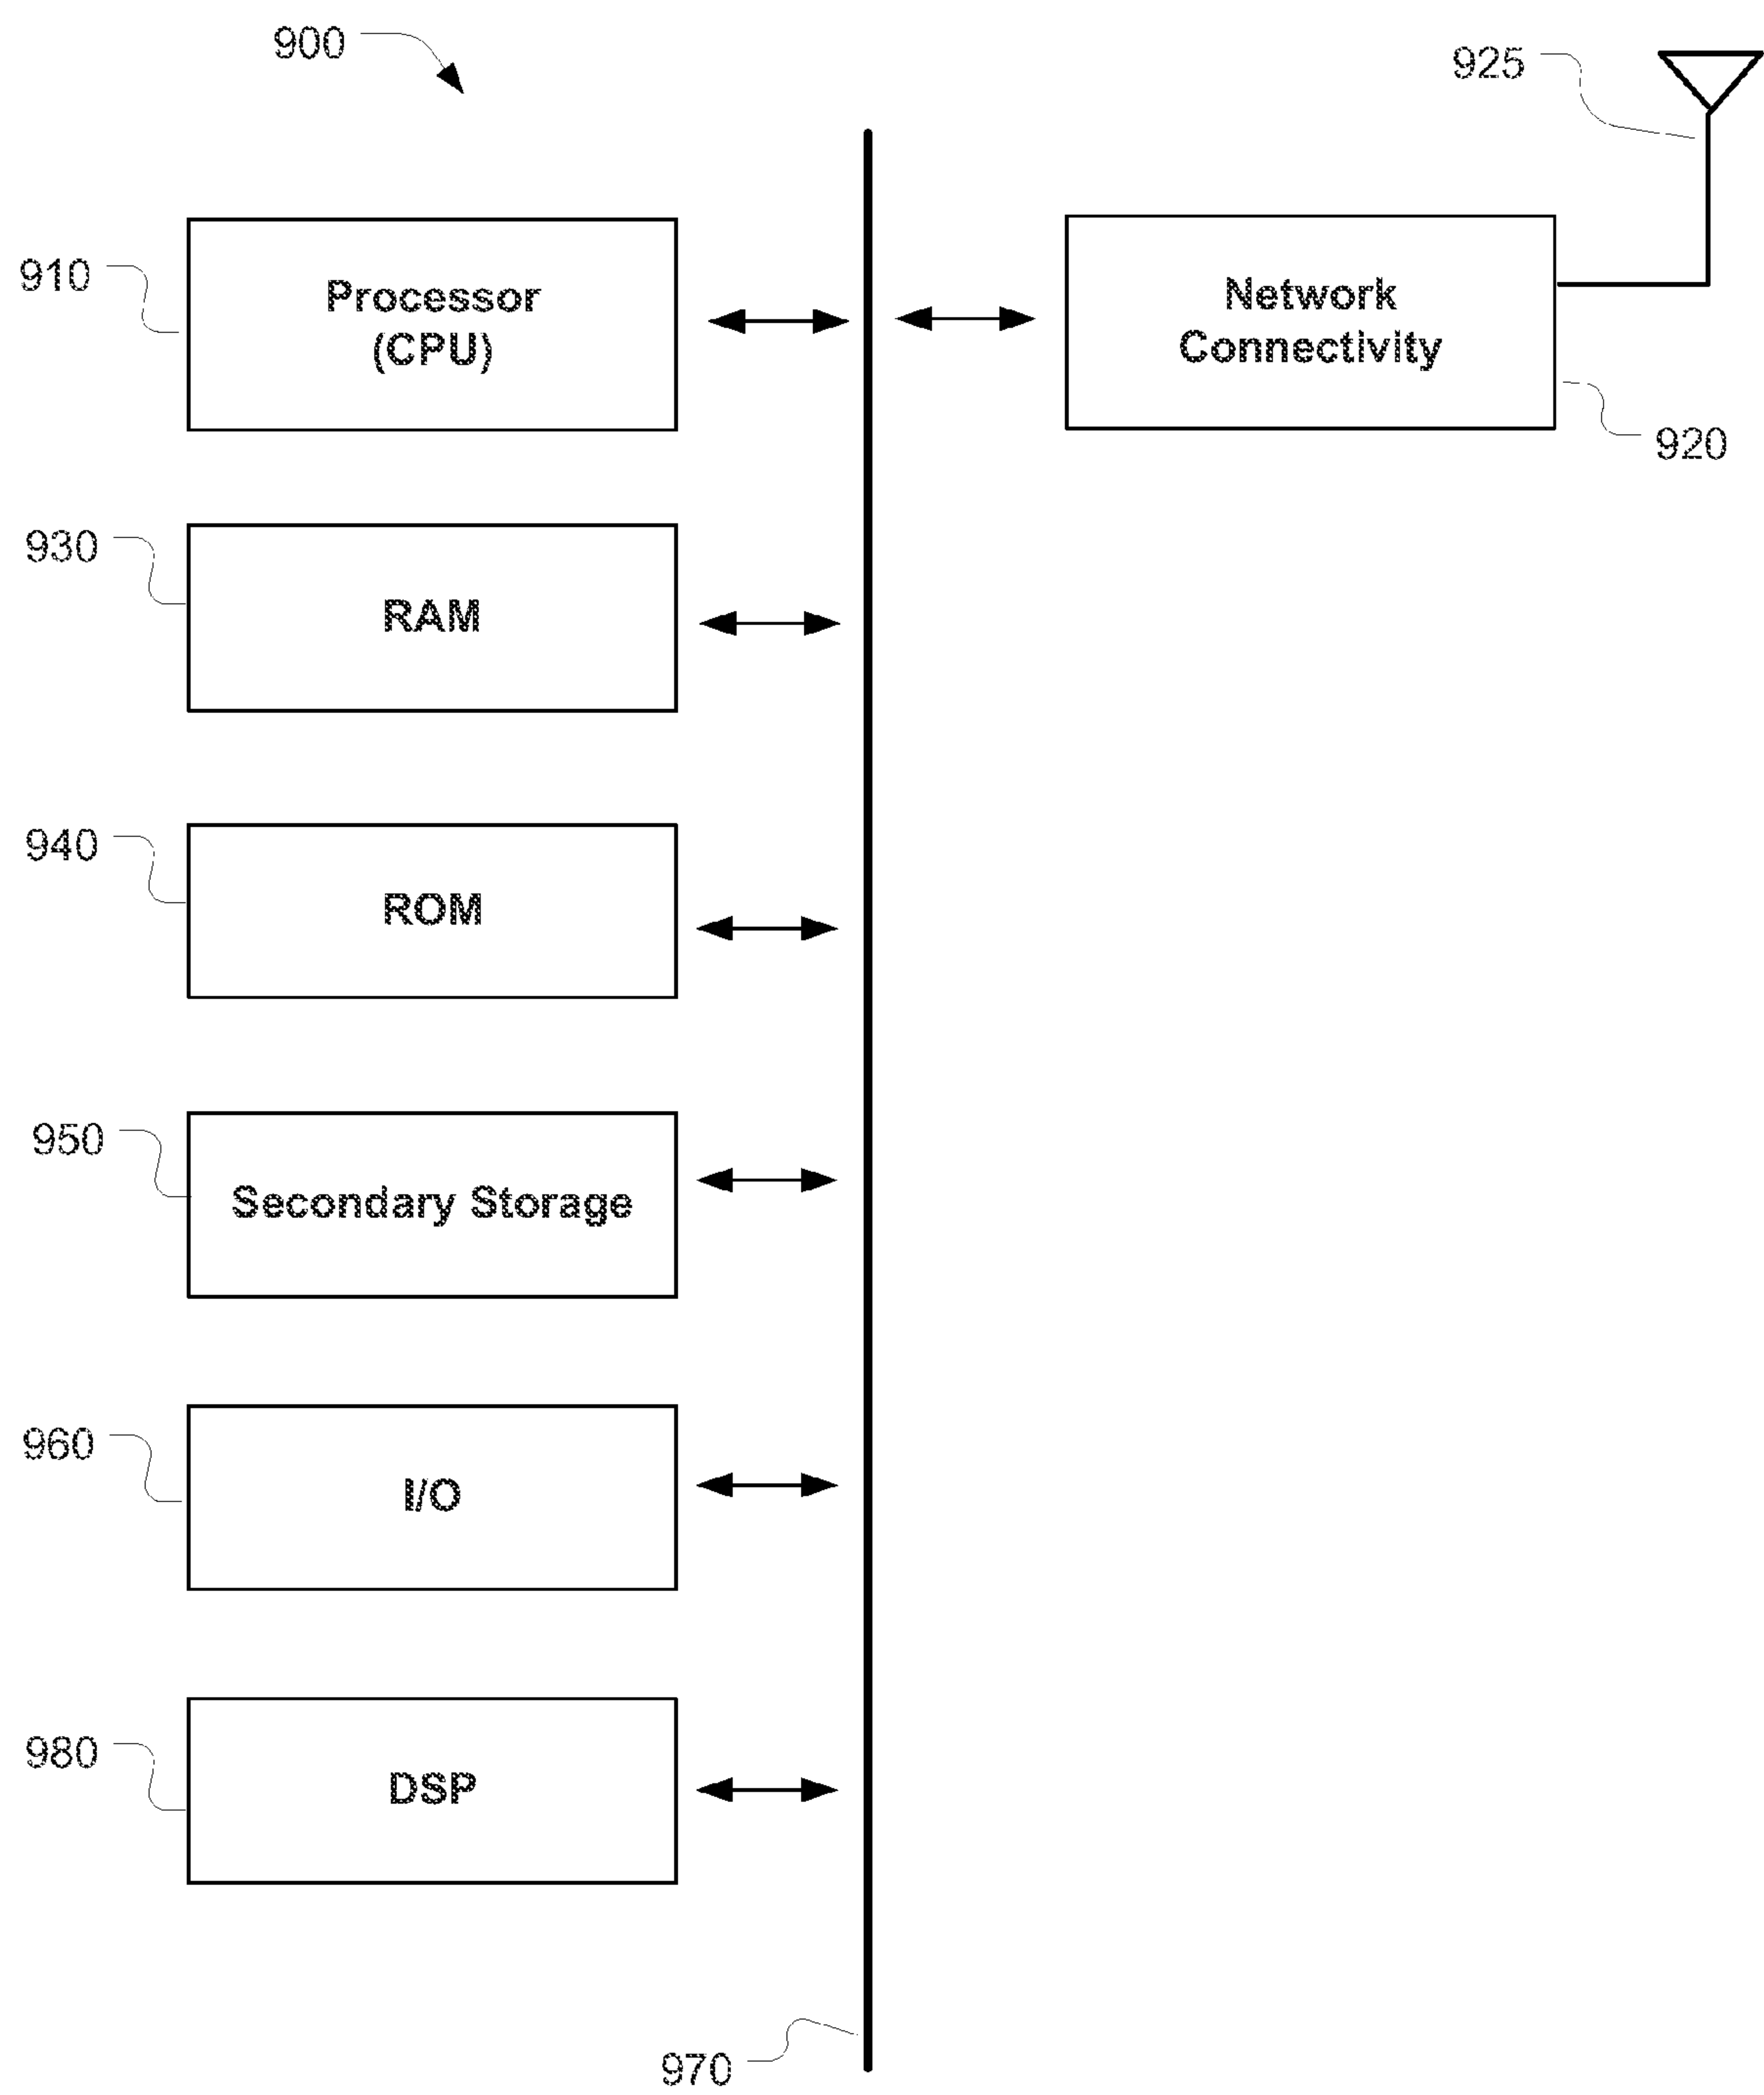 900
925
910
Processor
(CPU)
Network
Connectivity
920
930
RAM
940
ROM
950
Secondary Storage
960
I/O
980
DSP
970